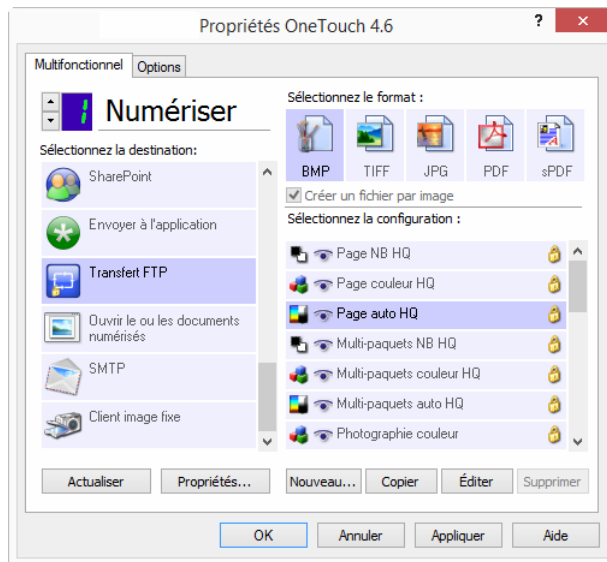 Propriétés OneTouch 4.6
?
×
Multifonctionnel
Options
1
Numériser
Sélectionnez la destination:
SharePoint
Envoyer à l'application
Transfert FTP
Ouvrir le ou les documents
numérisés
SMTP
Client image fixe
Actualiser
Propriétés...
Sélectionnez le format :
BMP
TIFF
JPG
PDF
sPDF
Créer un fichier par image
Sélectionnez la configuration :
Page NB HQ
Page couleur HQ
Page auto HQ
Multi-paquets NB HQ
Multi-paquets couleur HQ
Multi-paquets auto HQ
Photographie couleur
Nouveau...
Copier
Éditer
Supprimer
OK
Annuler
Appliquer
Aide